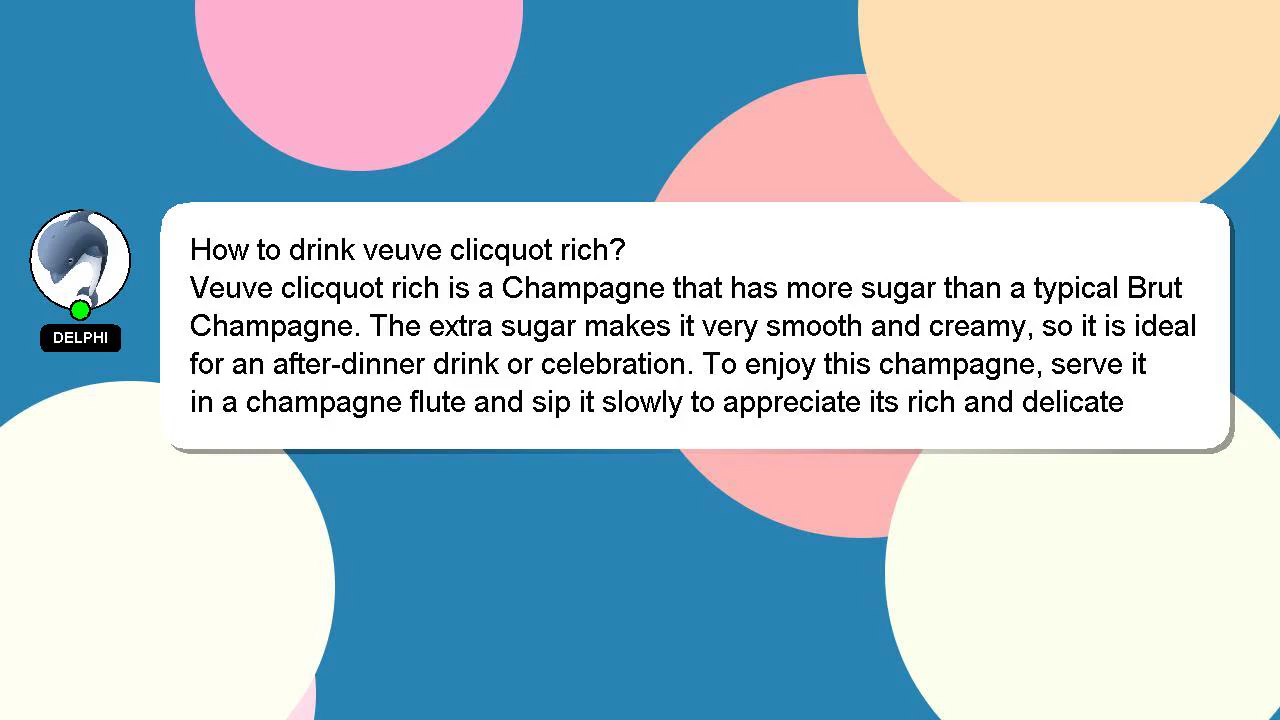 How to drink veuve clicquot rich?
Veuve clicquot rich is a Champagne that has more sugar than a typical Brut
Champagne. The extra sugar makes it very smooth and creamy, so it is ideal
for an after-dinner drink or celebration. To enjoy this champagne, serve it
in a champagne flute and sip it slowly to appreciate its rich and delicate
DELPHI